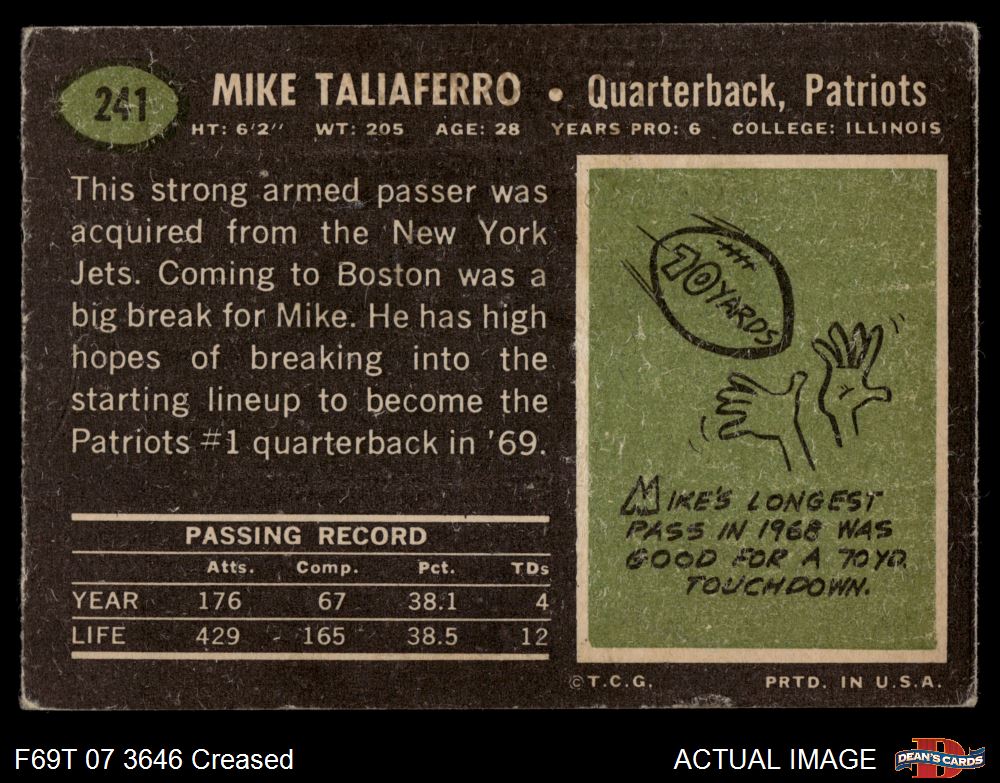 241
MIKE TALIAFERRO • Quarterback, Patriots
HT: 6'2" WT: 205 AGE: 28 YEARS PRO: 6 COLLEGE: ILLINOIS
This strong armed passer was
acquired from the New York
Jets. Coming to Boston was a
big break for Mike. He has high
hopes of breaking into the
starting lineup to become the
Patriots #1 quarterback in '69.
PASSING RECORD
Atts. Comp. Pct. TDs
YEAR 176 67 38.1 4
LIFE 429 - 165 38.5 12
70 YARDS
MIKE'S LONGEST
PASS IN 1968 WAS
GOOD FOR A 70 YD.
TOUCHDOWN.
© T.C.G. PRTD. IN U.S.A.
F69T 07 3646 Creased
ACTUAL IMAGE
D
DEAN'S CARDS